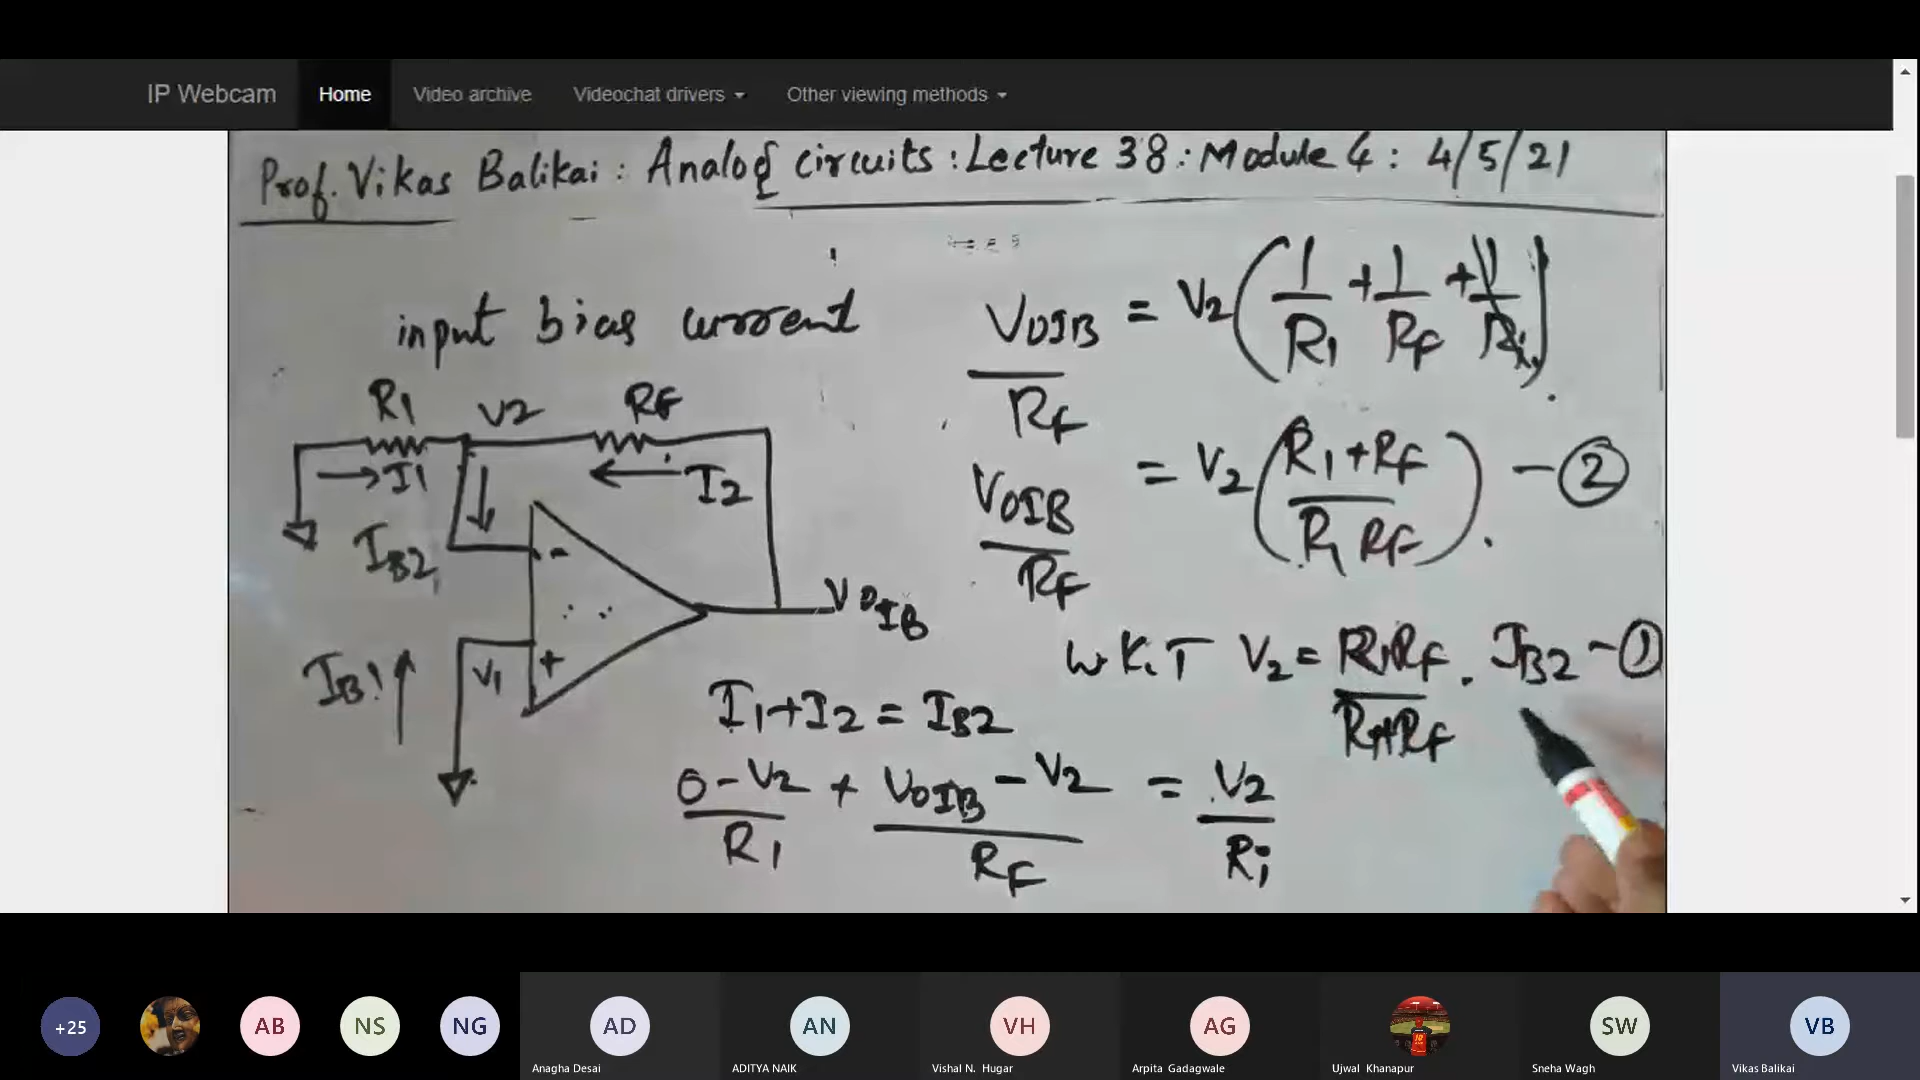 IP Webcam Home Video archive Videochat drivers Other viewing methods
Prof. Vikas Balikai : Analog circuits : Lecture 38 : Module 4 : 4/5/21
input bias current
R1 V2 RF
I1 I2
IB2
-
+
V1
IB1
VOIB
I1+I2 = IB2
0-V2/R1 + VOIB-V2/RF = V2/Ri
VOIB/RF = V2(1/R1 + 1/RF + 1/Ri)
VOIB/RF = V2(R1+RF/R1 RF). -②
W.K.T V2 = R1RF/R1+RF . IB2 -①
+25 AB NS NG AD AN VH AG SW VB
Anagha Desai ADITYA NAIK Vishal N. Hugar Arpita Gadagwale Ujwal Khanapur Sneha Wagh Vikas Balikai